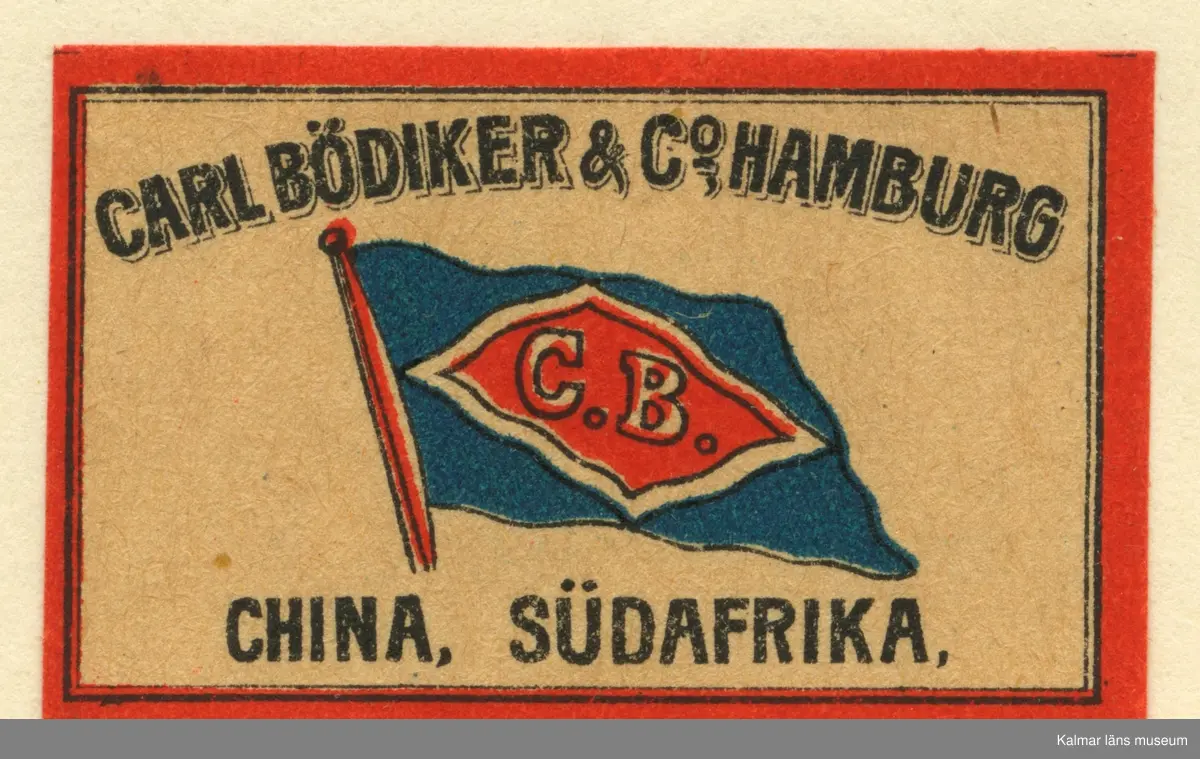 CARL BÖDIKER & Co, HAMBURG
C.B.
CHINA, SÜDAFRIKA,
Kalmar läns museum